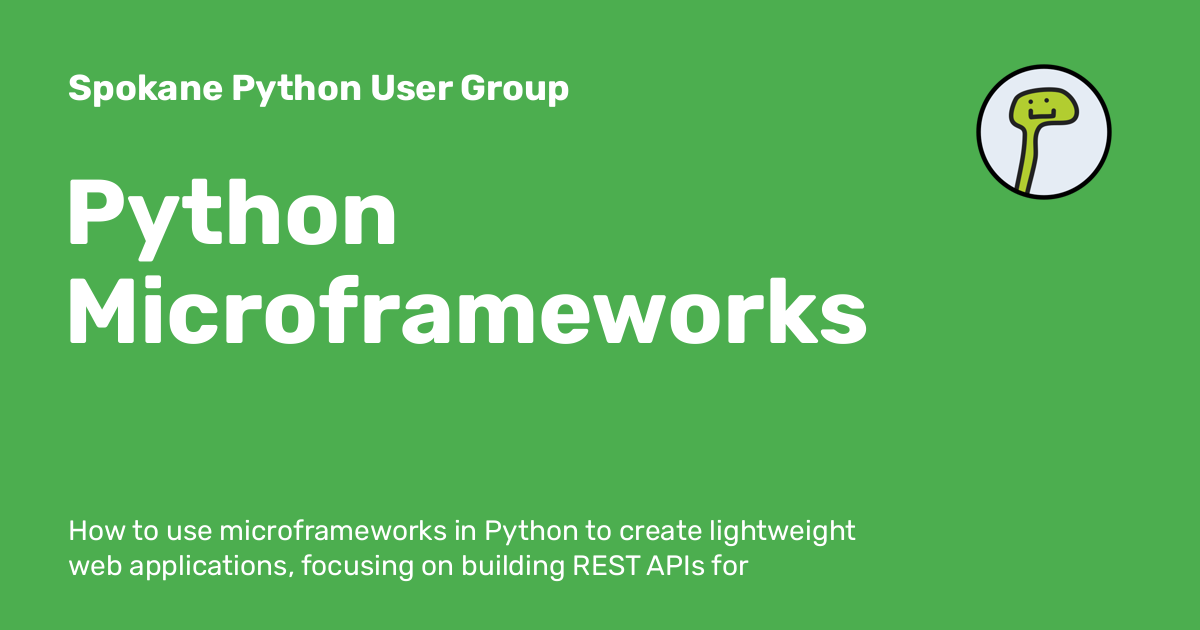 Spokane Python User Group
Python
Microframeworks
How to use microframeworks in Python to create lightweight
web applications, focusing on building REST APIs for